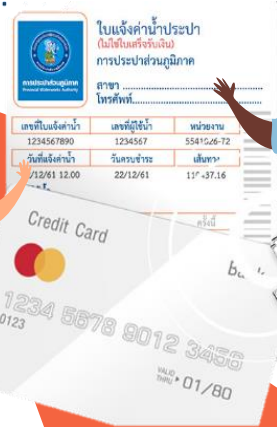 ใบแจ้งค่าน้ำประปา
(ไม่ใช่ใบเสร็จรับเงิน)
การประปาส่วนภูมิภาค
การประปาส่วนภูมิภาค
Provincial Waterworks Authority
สาขา
โทรศัพท์
เลขที่ใบแจ้งค่าน้ำ เลขที่ผู้ใช้น้ำ หน่วยงาน
1234567890 1234567
วันที่แจ้งค่าน้ำ วันครบชำระ
/12/61 12.00 22/12/61
ครั้งนี้
Credit Card
1234 5678 9012 3456
0123
VALID THRU 01/80